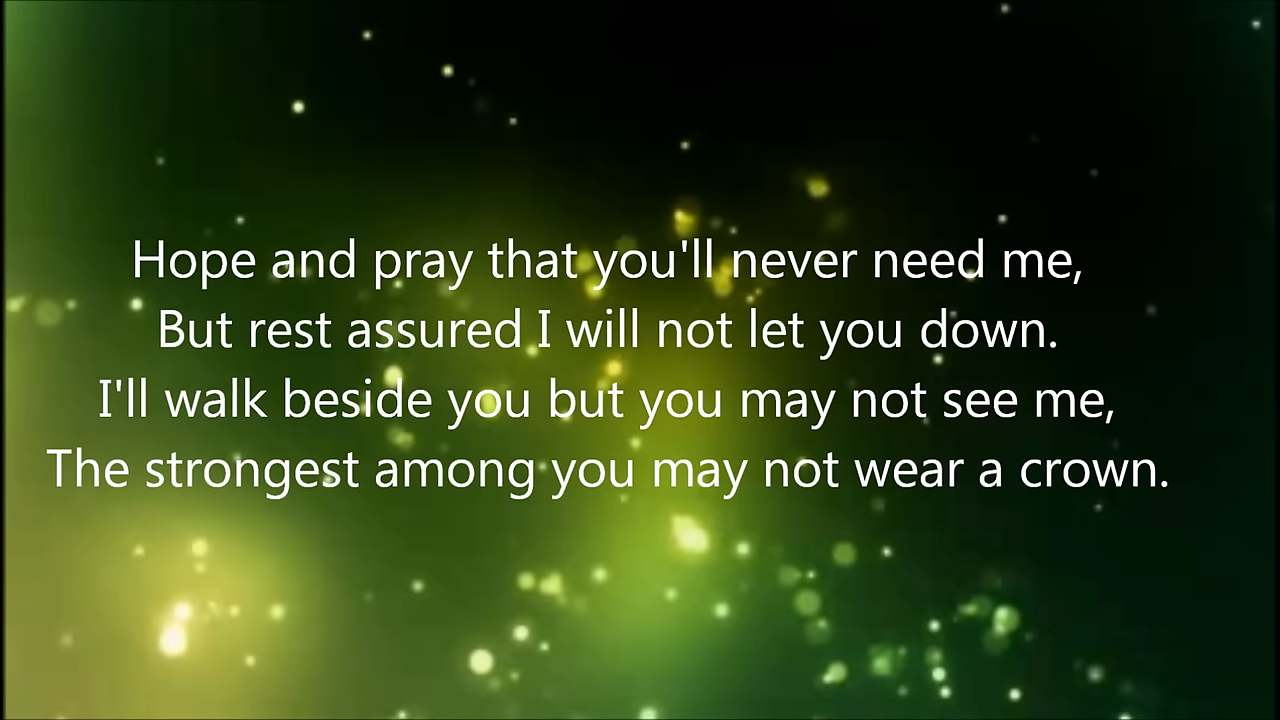 Hope and pray that you'll never need me,
But rest assured I will not let you down.
I'll walk beside you but you may not see me,
The strongest among you may not wear a crown.